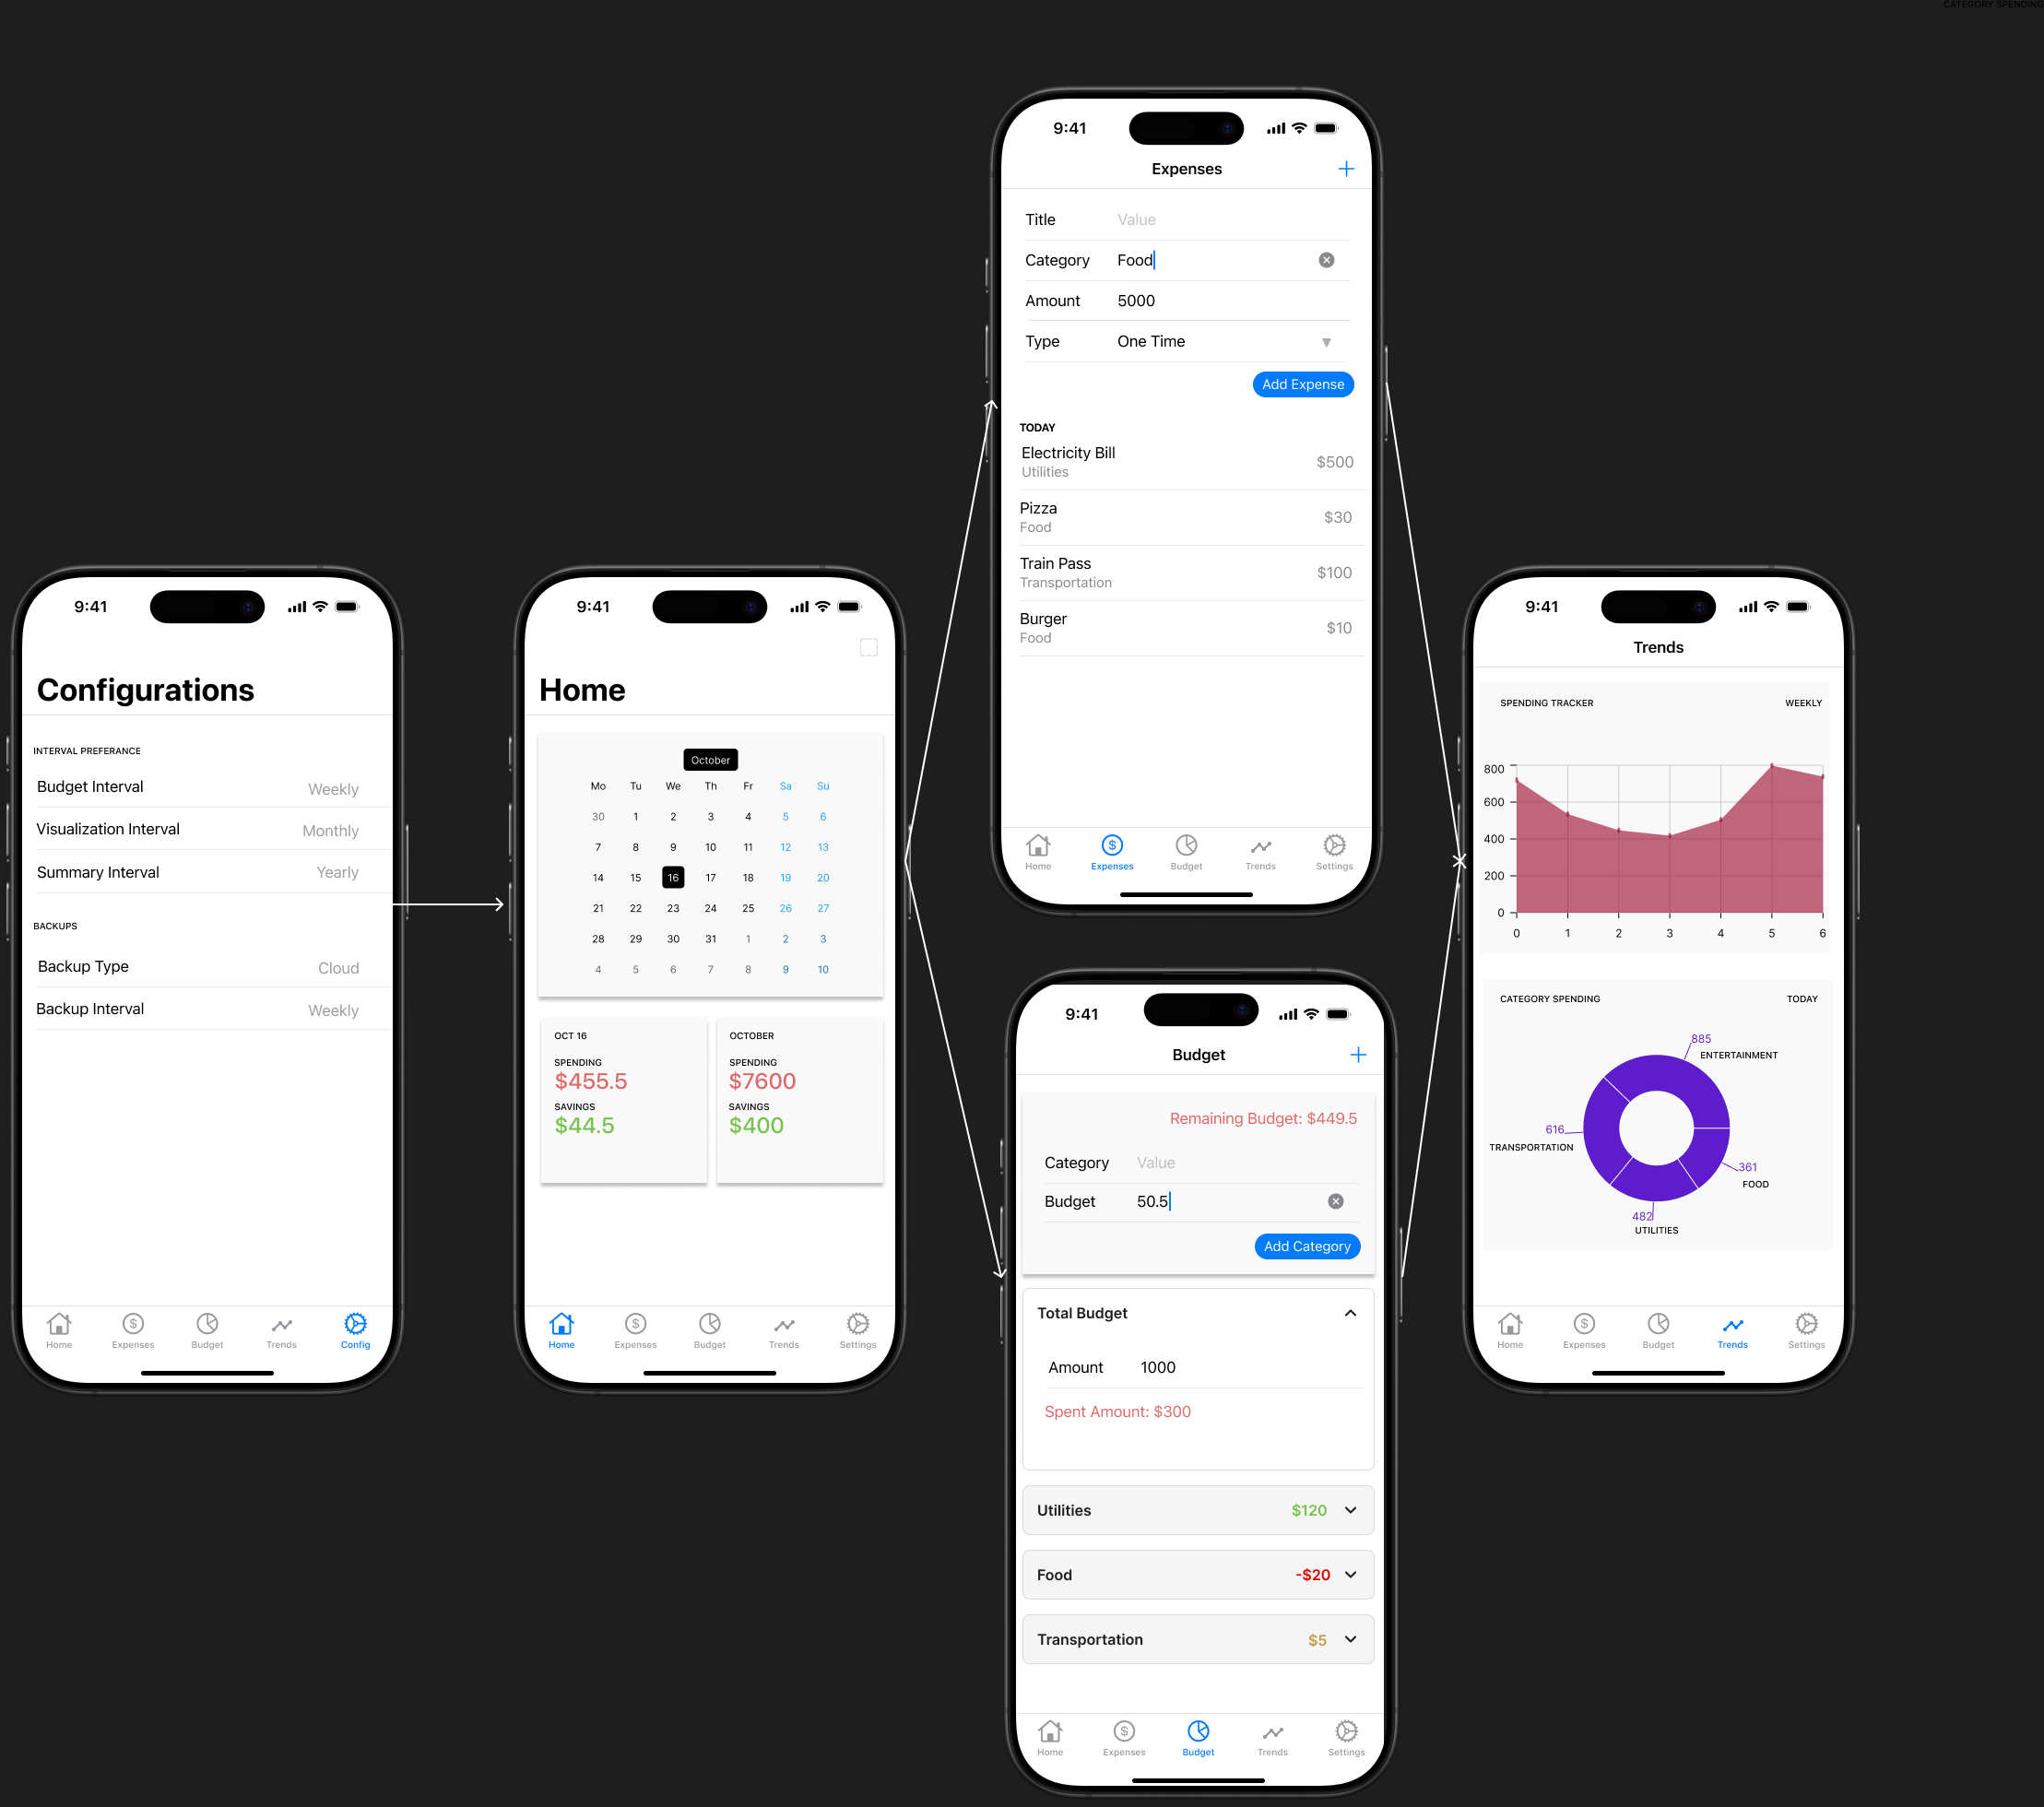 CATEGORY SPENDING
9:41
Configurations
INTERVAL PREFERANCE
Budget Interval Weekly
Visualization Interval Monthly
Summary Interval Yearly
BACKUPS
Backup Type Cloud
Backup Interval Weekly
Home Expenses Budget Trends Config
9:41
Home
October
Mo Tu We Th Fr Sa Su
30 1 2 3 4 5 6
7 8 9 10 11 12 13
14 15 16 17 18 19 20
21 22 23 24 25 26 27
28 29 30 31 1 2 3
4 5 6 7 8 9 10
OCT 16
SPENDING
$455.5
SAVINGS
$44.5
OCTOBER
SPENDING
$7600
SAVINGS
$400
Home Expenses Budget Trends Settings
9:41
Expenses
Title Value
Category Food
Amount 5000
Type One Time
Add Expense
TODAY
Electricity Bill
Utilities
$500
Pizza
Food
$30
Train Pass
Transportation
$100
Burger
Food
$10
Home Expenses Budget Trends Settings
9:41
Budget
Remaining Budget: $449.5
Category Value
Budget 50.5
Add Category
Total Budget
Amount 1000
Spent Amount: $300
Utilities $120
Food -$20
Transportation $5
Home Expenses Budget Trends Settings
9:41
Trends
SPENDING TRACKER WEEKLY
800
600
400
200
0
0 1 2 3 4 5 6
CATEGORY SPENDING TODAY
885
ENTERTAINMENT
616
TRANSPORTATION
361
FOOD
482
UTILITIES
Home Expenses Budget Trends Settings